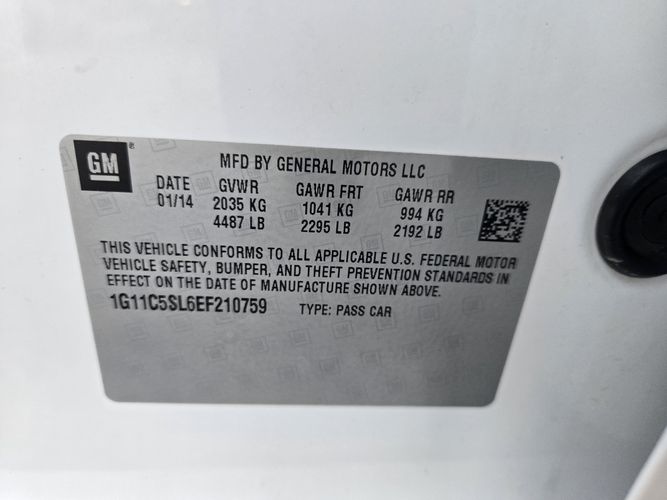 GM ®
MFD BY GENERAL MOTORS LLC
DATE GVWR GAWR FRT GAWR RR
01/14 2035 KG 1041 KG 994 KG
4487 LB 2295 LB 2192 LB
THIS VEHICLE CONFORMS TO ALL APPLICABLE U.S. FEDERAL MOTOR
VEHICLE SAFETY, BUMPER, AND THEFT PREVENTION STANDARDS IN
EFFECT ON THE DATE OF MANUFACTURE SHOWN ABOVE.
1G11C5SL6EF210759 TYPE: PASS CAR